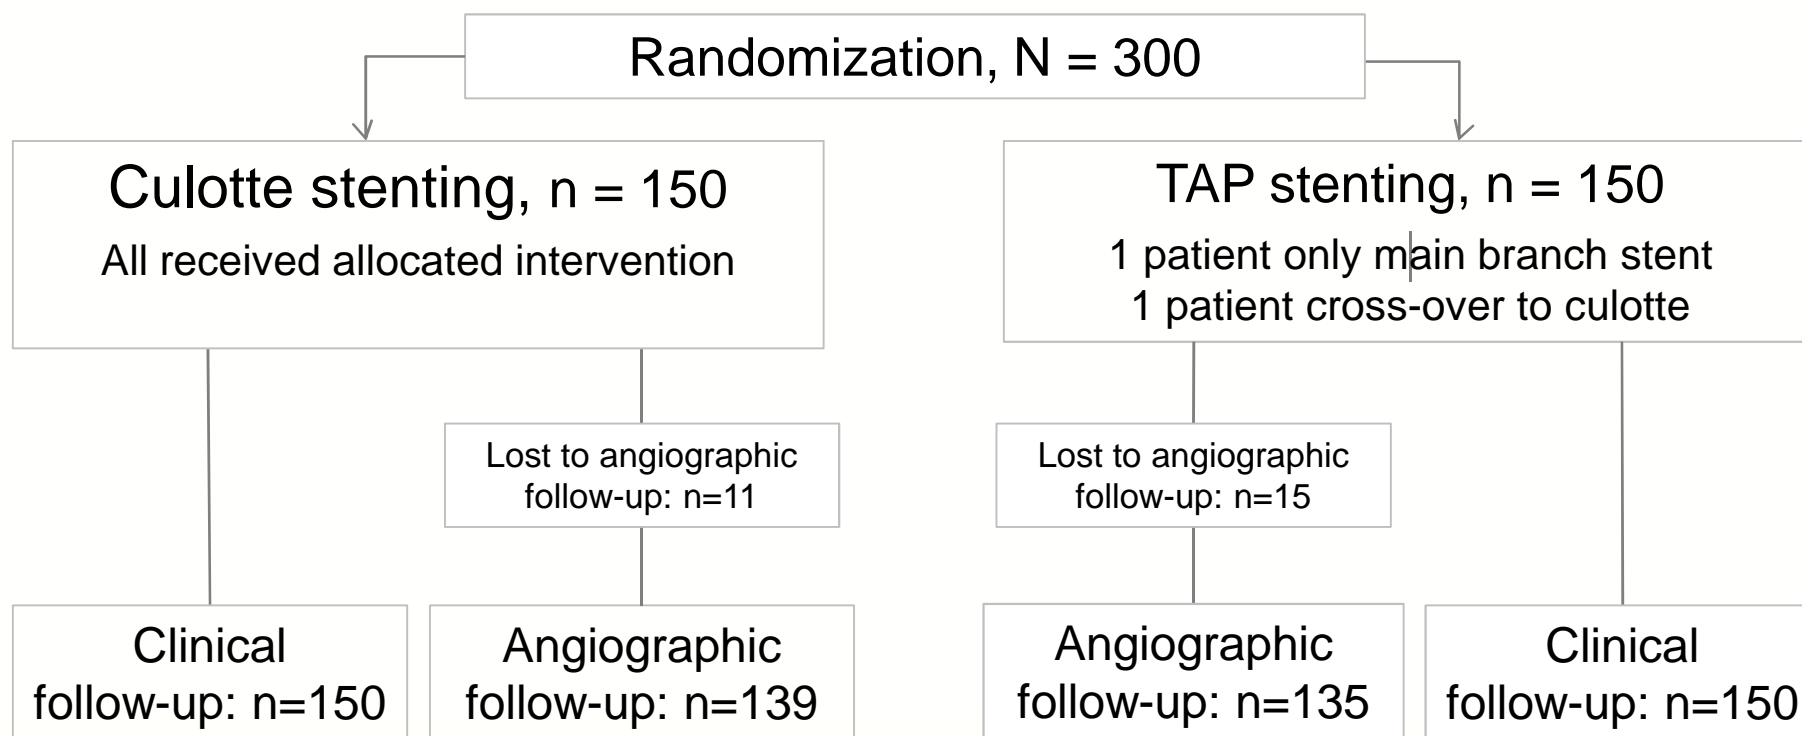 Randomization, N = 300
Culotte stenting, n = 150
All received allocated intervention
TAP stenting, n = 150
1 patient only main branch stent
1 patient cross-over to culotte
Lost to angiographic
follow-up: n=11
Lost to angiographic
follow-up: n=15
Clinical
follow-up: n=150
Angiographic
follow-up: n=139
Angiographic
follow-up: n=135
Clinical
follow-up: n=150